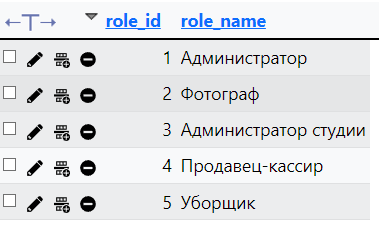 role_id role_name
1 Администратор
2 Фотограф
3 Администратор студии
4 Продавец-кассир
5 Уборщик